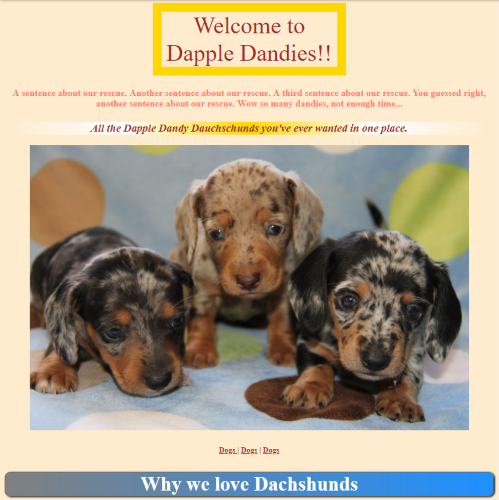 Welcome to
Dapple Dandies!!
A sentence about our rescue. Another sentence about our rescue. A third sentence about our rescue. You guessed right,
another sentence about our rescue. Wow so many dandies, not enough time...
All the Dapple Dandy Dauchschunds you've ever wanted in one place.
Dogs | Dogs | Dogs
Why we love Dachshunds